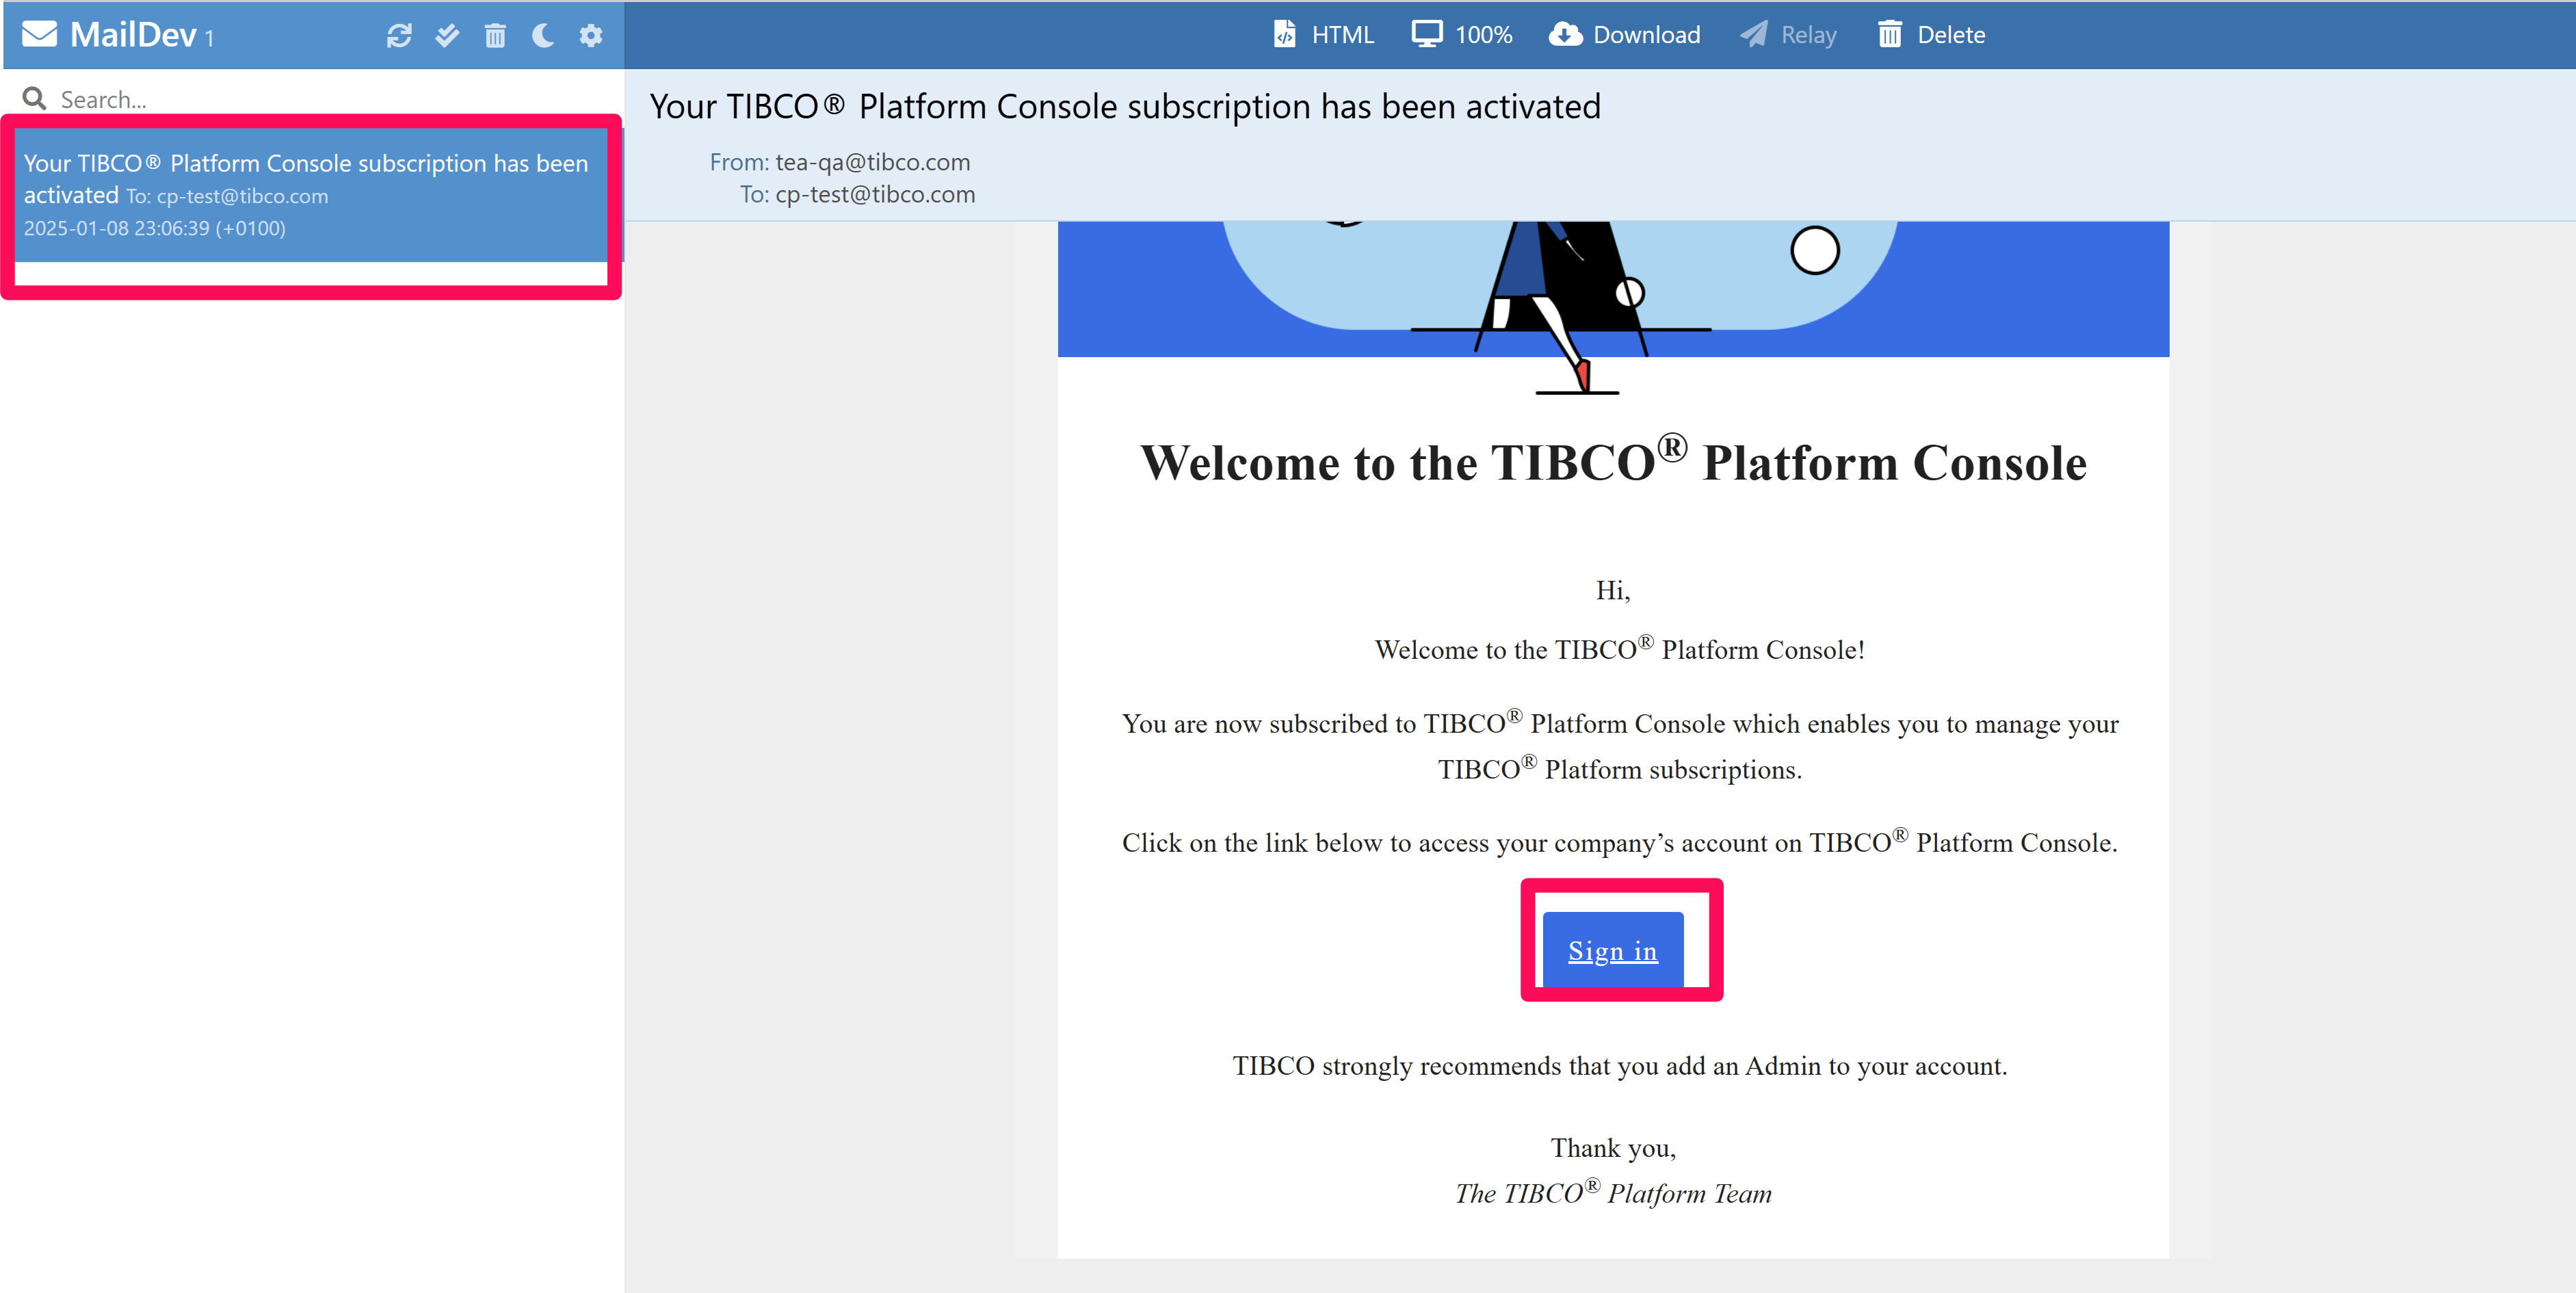 MailDev 1
HTML 100% Download Relay Delete
Search...
Your TIBCO® Platform Console subscription has been
activated To: cp-test@tibco.com
2025-01-08 23:06:39 (+0100)
Your TIBCO® Platform Console subscription has been activated
From: tea-qa@tibco.com
To: cp-test@tibco.com
Welcome to the TIBCO® Platform Console
Hi,
Welcome to the TIBCO® Platform Console!
You are now subscribed to TIBCO® Platform Console which enables you to manage your
TIBCO® Platform subscriptions.
Click on the link below to access your company’s account on TIBCO® Platform Console.
Sign in
TIBCO strongly recommends that you add an Admin to your account.
Thank you,
The TIBCO® Platform Team